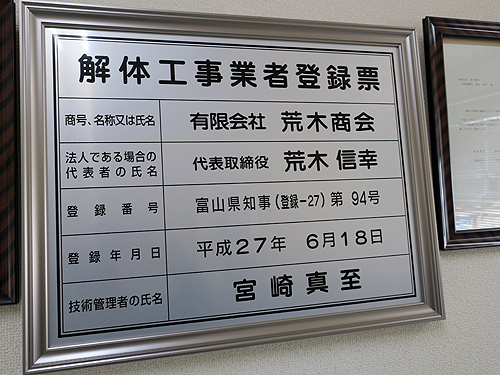 解体工事業者登録票
商号、名称又は氏名 有限会社 荒木商会
法人である場合の
代表者の氏名 代表取締役 荒木信幸
登録番号 富山県知事(登録-27)第 94号
登録年月日 平成27年 6月18日
技術管理者の氏名 宮崎真至